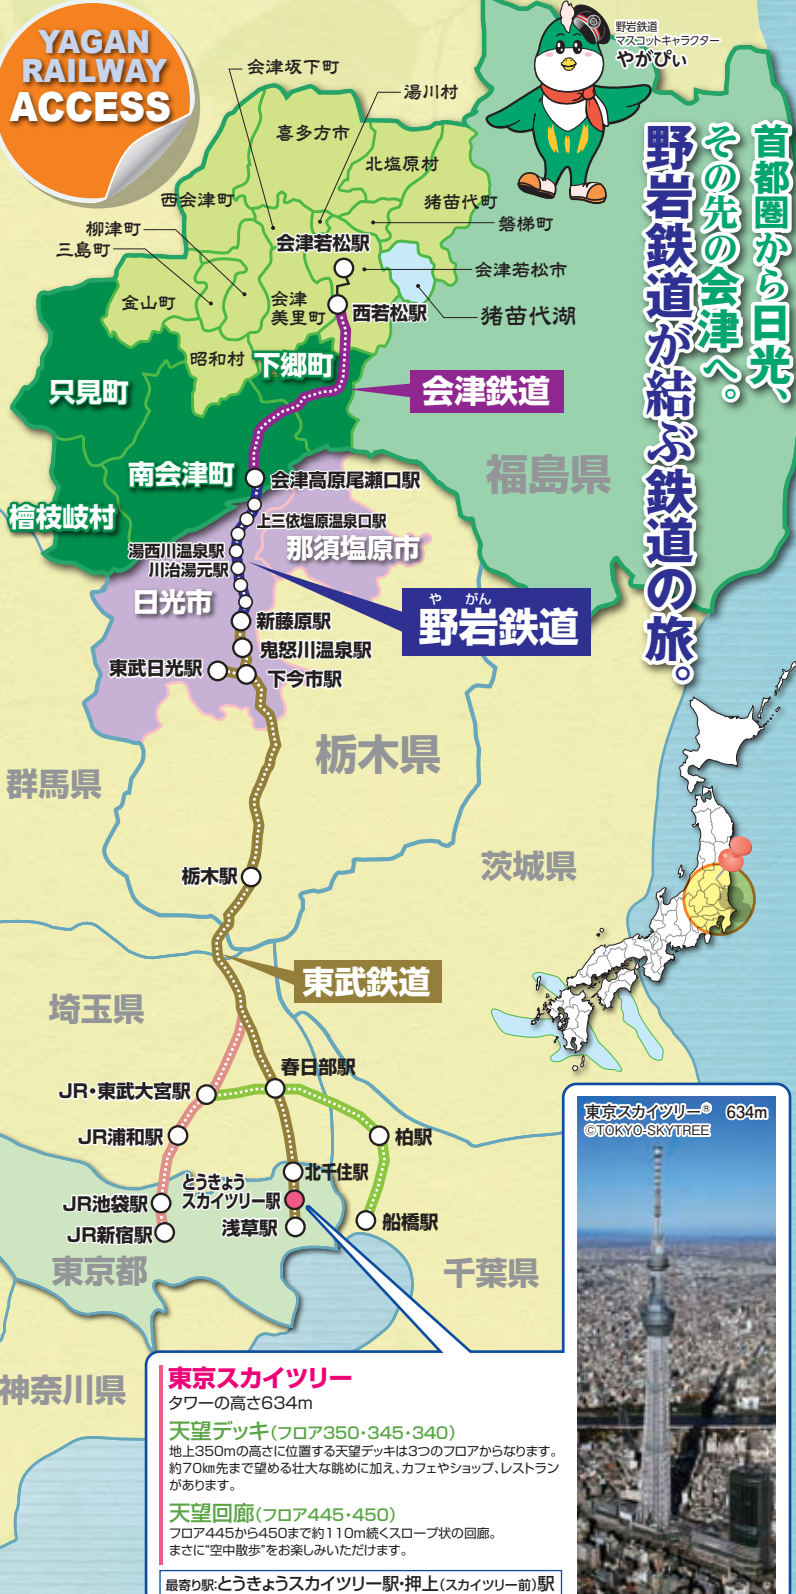 YAGAN
RAILWAY
ACCESS
野岩鉄道
マスコットキャラクター
やがぴぃ
首都圏から日光、
その先の会津へ。
野岩鉄道が結ぶ鉄道の旅。
会津坂下町
湯川村
喜多方市
北塩原村
西会津町
猪苗代町
柳津町
磐梯町
三島町
会津若松駅
会津若松市
金山町
会津
美里町
西若松駅
猪苗代湖
昭和村
下郷町
只見町
会津鉄道
福島県
南会津町
会津高原尾瀬口駅
檜枝岐村
上三依塩原温泉口駅
湯西川温泉駅
那須塩原市
川治湯元駅
日光市
や がん
野岩鉄道
新藤原駅
鬼怒川温泉駅
東武日光駅
下今市駅
栃木県
群馬県
茨城県
栃木駅
東武鉄道
埼玉県
春日部駅
JR・東武大宮駅
JR浦和駅
柏駅
北千住駅
とうきょう
スカイツリー駅
JR池袋駅
浅草駅
船橋駅
JR新宿駅
東京都
千葉県
神奈川県
東京スカイツリー® 634m
©TOKYO-SKYTREE
東京スカイツリー
タワーの高さ634m
天望デッキ(フロア350・345・340)
地上350mの高さに位置する天望デッキは3つのフロアからなります。
約70㎞先まで望める壮大な眺めに加え、カフェやショップ、レストラン
があります。
天望回廊(フロア445・450)
フロア445から450まで約110m続くスロープ状の回廊。
まさに"空中散歩"をお楽しみいただけます。
最寄り駅:とうきょうスカイツリー駅・押上(スカイツリー前)駅